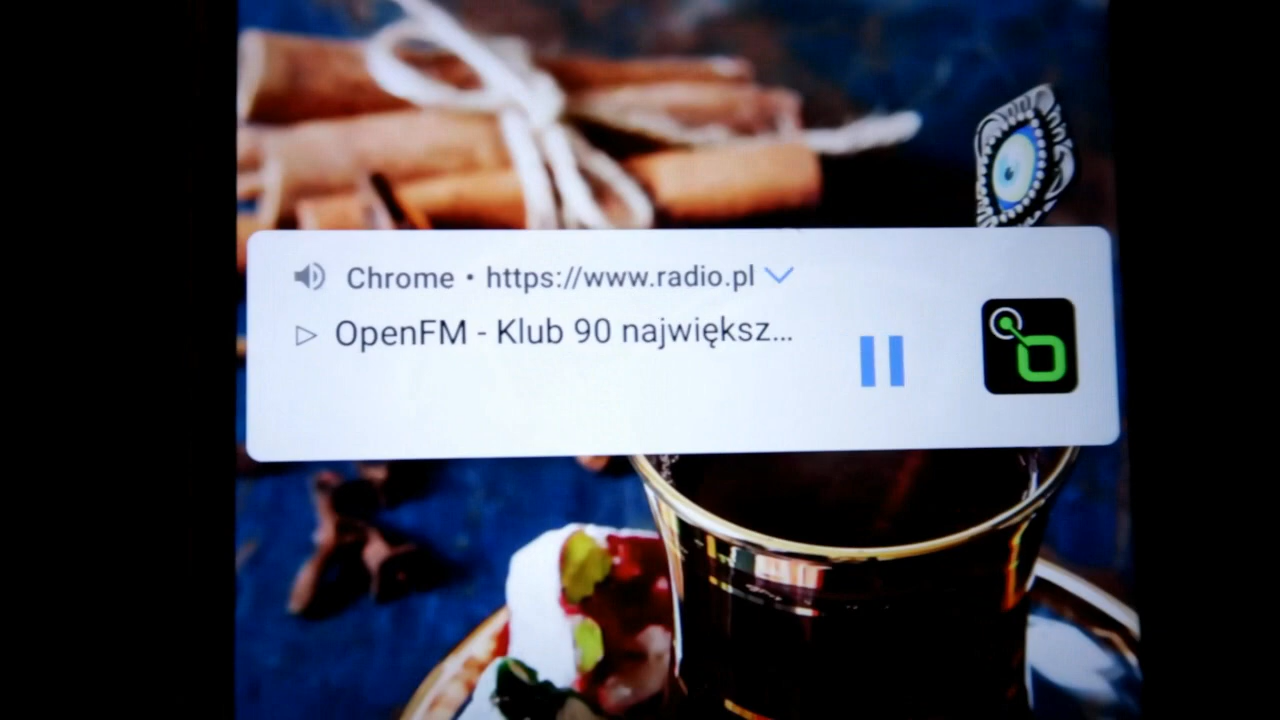 Chrome • https://www.radio.pl
▷ OpenFM - Klub 90 największ...